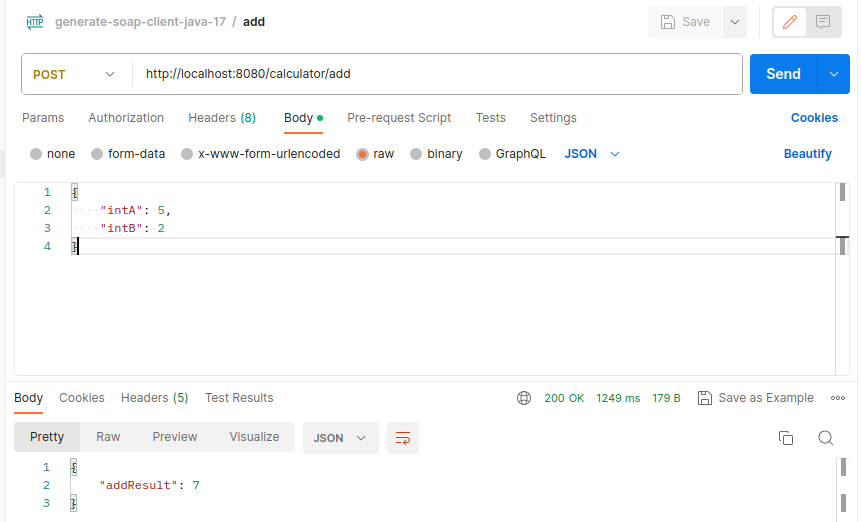 HTTP generate-soap-client-java-17 / add Save
POST http://localhost:8080/calculator/add Send
Params Authorization Headers (8) Body Pre-request Script Tests Settings Cookies
none form-data x-www-form-urlencoded raw binary GraphQL JSON Beautify
1 {
2 "intA": 5,
3 "intB": 2
4 }
Body Cookies Headers (5) Test Results 200 OK 1249 ms 179 B Save as Example
Pretty Raw Preview Visualize JSON
1 {
2 "addResult": 7
3 }